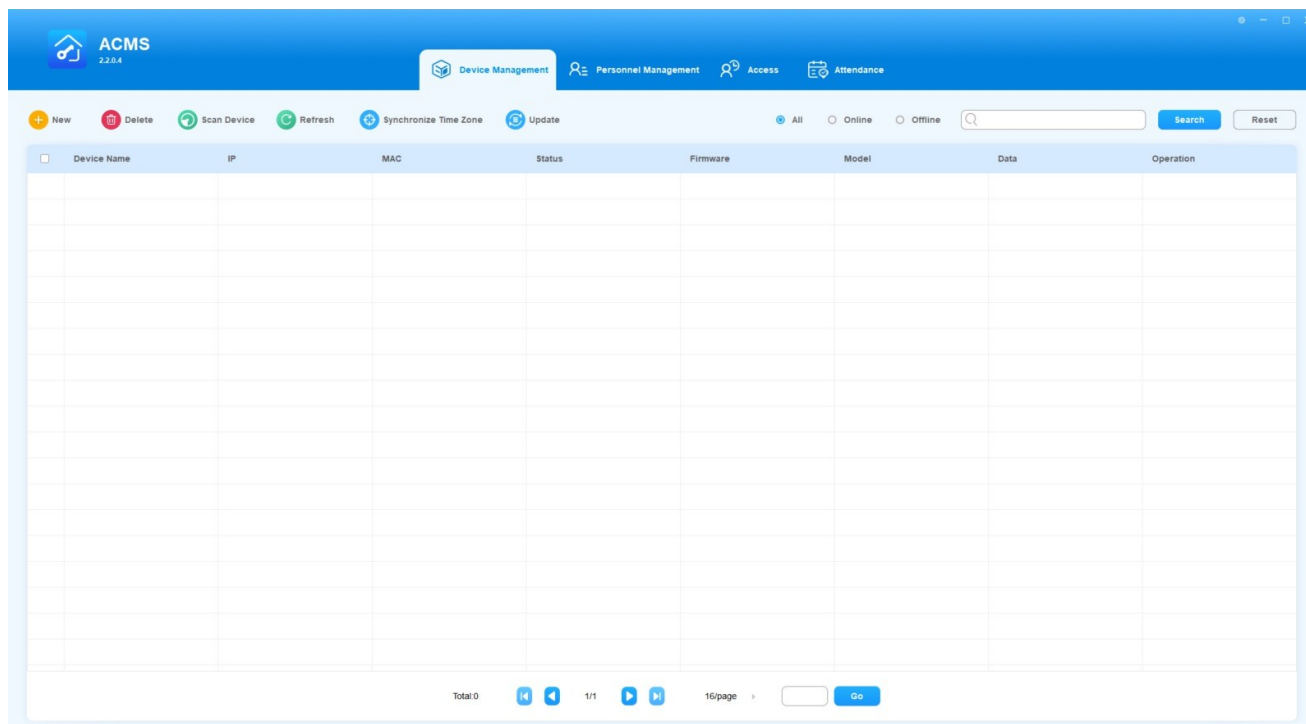 ACMS
2.2.0.4
Device Management Personnel Management Access Attendance
New Delete Scan Device Refresh Synchronize Time Zone Update All Online Offline Search Reset
Device Name IP MAC Status Firmware Model Data Operation
Total:0 1/1 16/page Go